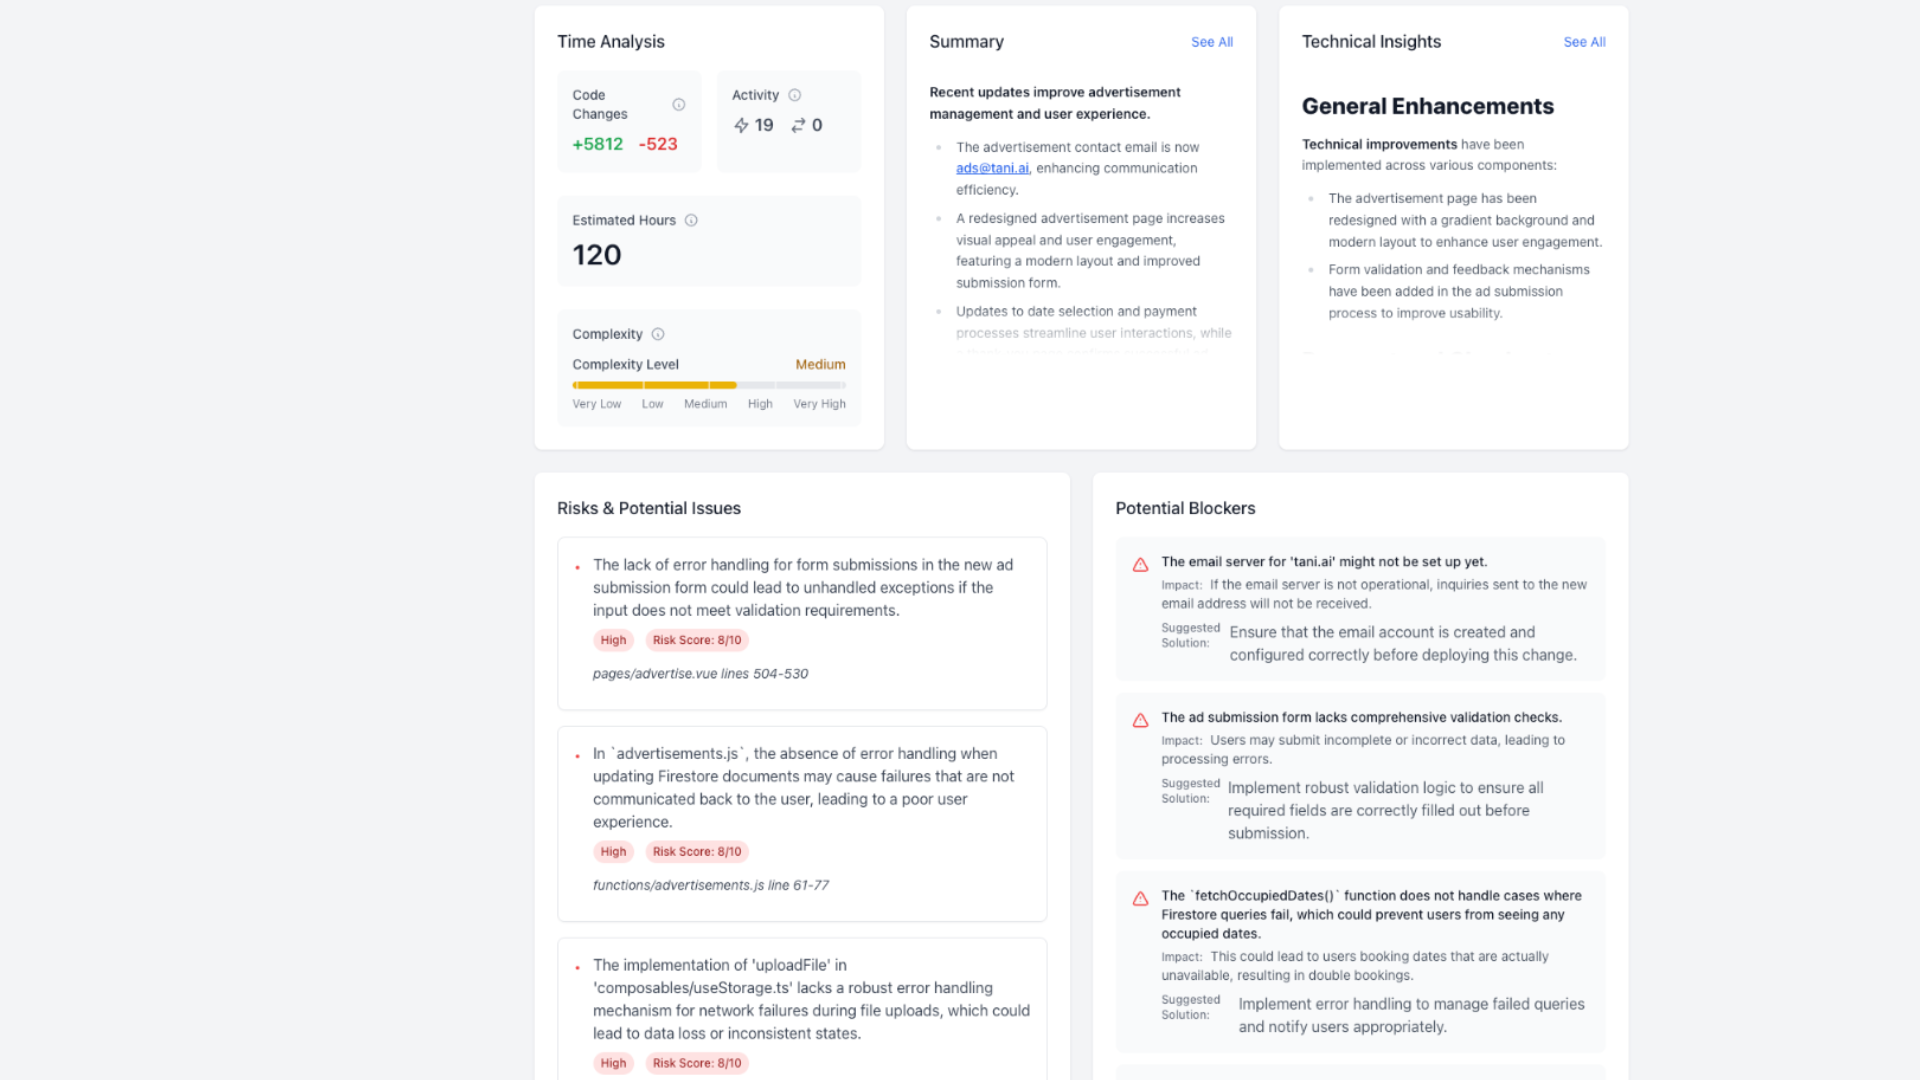 Time Analysis
Code
Changes
+5812 -523
Activity
19 0
Estimated Hours
120
Complexity
Complexity Level Medium
Very Low Low Medium High Very High
Summary See All
Recent updates improve advertisement
management and user experience.
The advertisement contact email is now
ads@tani.ai, enhancing communication
efficiency.
A redesigned advertisement page increases
visual appeal and user engagement,
featuring a modern layout and improved
submission form.
Updates to date selection and payment
processes streamline user interactions, while
Technical Insights See All
General Enhancements
Technical improvements have been
implemented across various components:
The advertisement page has been
redesigned with a gradient background and
modern layout to enhance user engagement.
Form validation and feedback mechanisms
have been added in the ad submission
process to improve usability.
Risks & Potential Issues
The lack of error handling for form submissions in the new ad
submission form could lead to unhandled exceptions if the
input does not meet validation requirements.
High Risk Score: 8/10
pages/advertise.vue lines 504-530
In `advertisements.js`, the absence of error handling when
updating Firestore documents may cause failures that are not
communicated back to the user, leading to a poor user
experience.
High Risk Score: 8/10
functions/advertisements.js line 61-77
The implementation of 'uploadFile' in
'composables/useStorage.ts' lacks a robust error handling
mechanism for network failures during file uploads, which could
lead to data loss or inconsistent states.
High Risk Score: 8/10
Potential Blockers
The email server for 'tani.ai' might not be set up yet.
Impact: If the email server is not operational, inquiries sent to the new
email address will not be received.
Suggested
Solution:
Ensure that the email account is created and
configured correctly before deploying this change.
The ad submission form lacks comprehensive validation checks.
Impact: Users may submit incomplete or incorrect data, leading to
processing errors.
Suggested
Solution:
Implement robust validation logic to ensure all
required fields are correctly filled out before
submission.
The `fetchOccupiedDates()` function does not handle cases where
Firestore queries fail, which could prevent users from seeing any
occupied dates.
Impact: This could lead to users booking dates that are actually
unavailable, resulting in double bookings.
Suggested
Solution:
Implement error handling to manage failed queries
and notify users appropriately.